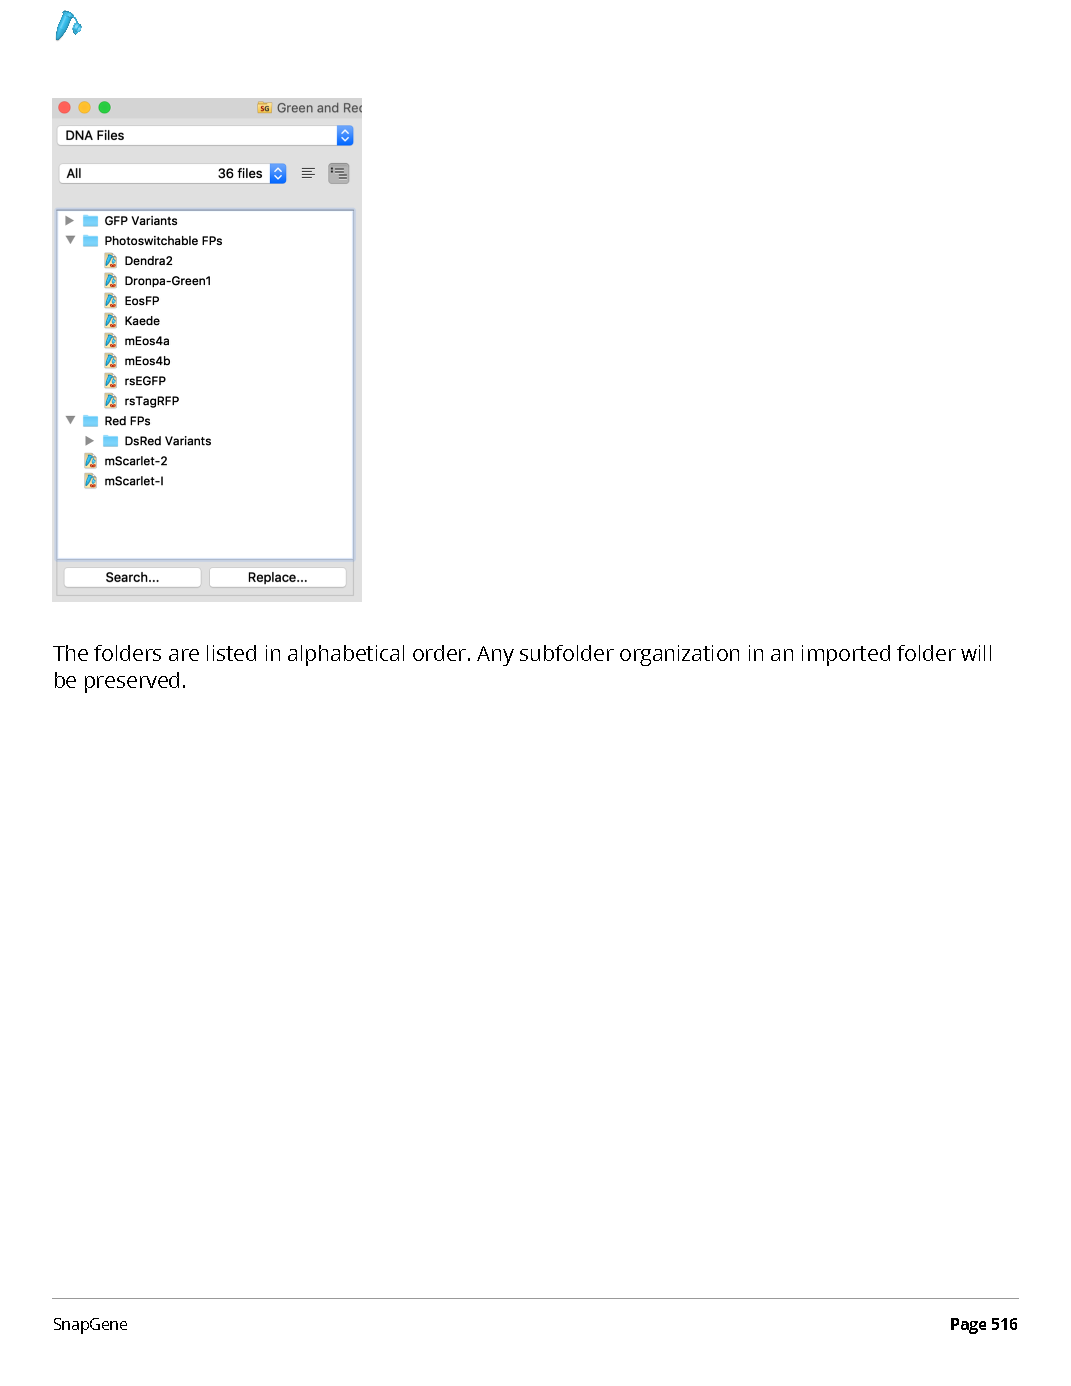 SG Green and Rec
DNA Files
All 36 files
GFP Variants
Photoswitchable FPs
Dendra2
Dronpa-Green1
EosFP
Kaede
mEos4a
mEos4b
rsEGFP
rsTagRFP
Red FPs
DsRed Variants
mScarlet-2
mScarlet-I
Search... Replace...
The folders are listed in alphabetical order. Any subfolder organization in an imported folder will
be preserved.
SnapGene Page 516